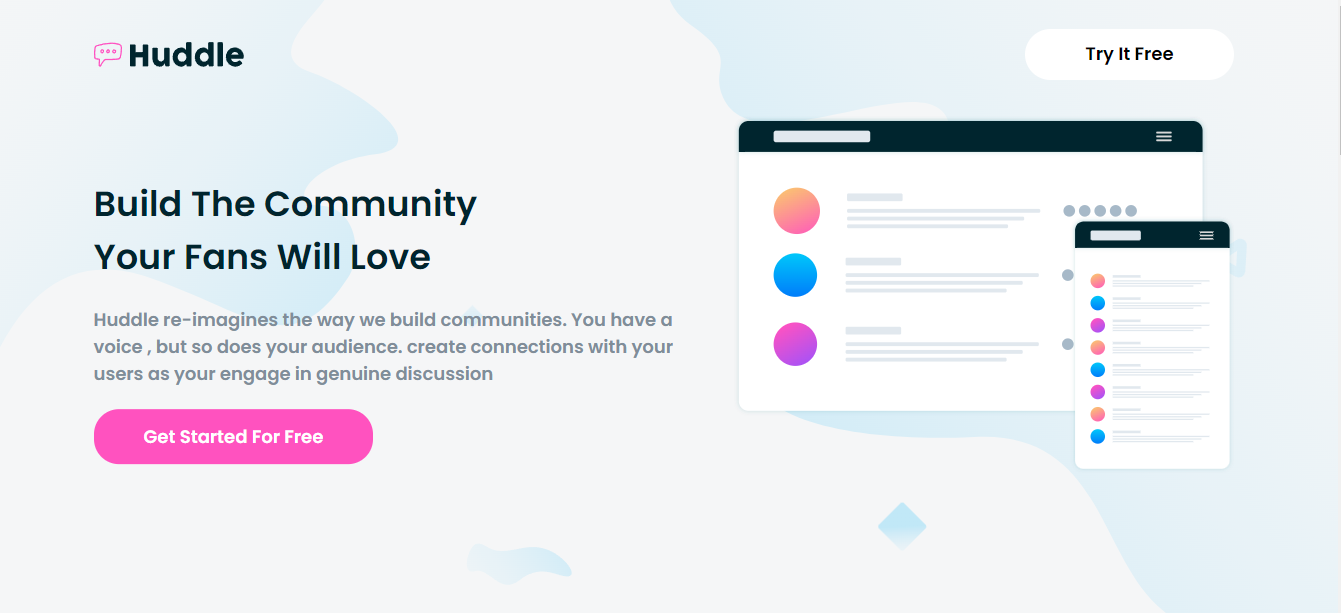 Huddle
Try It Free
Build The Community
Your Fans Will Love
Huddle re-imagines the way we build communities. You have a
voice , but so does your audience. create connections with your
users as your engage in genuine discussion
Get Started For Free